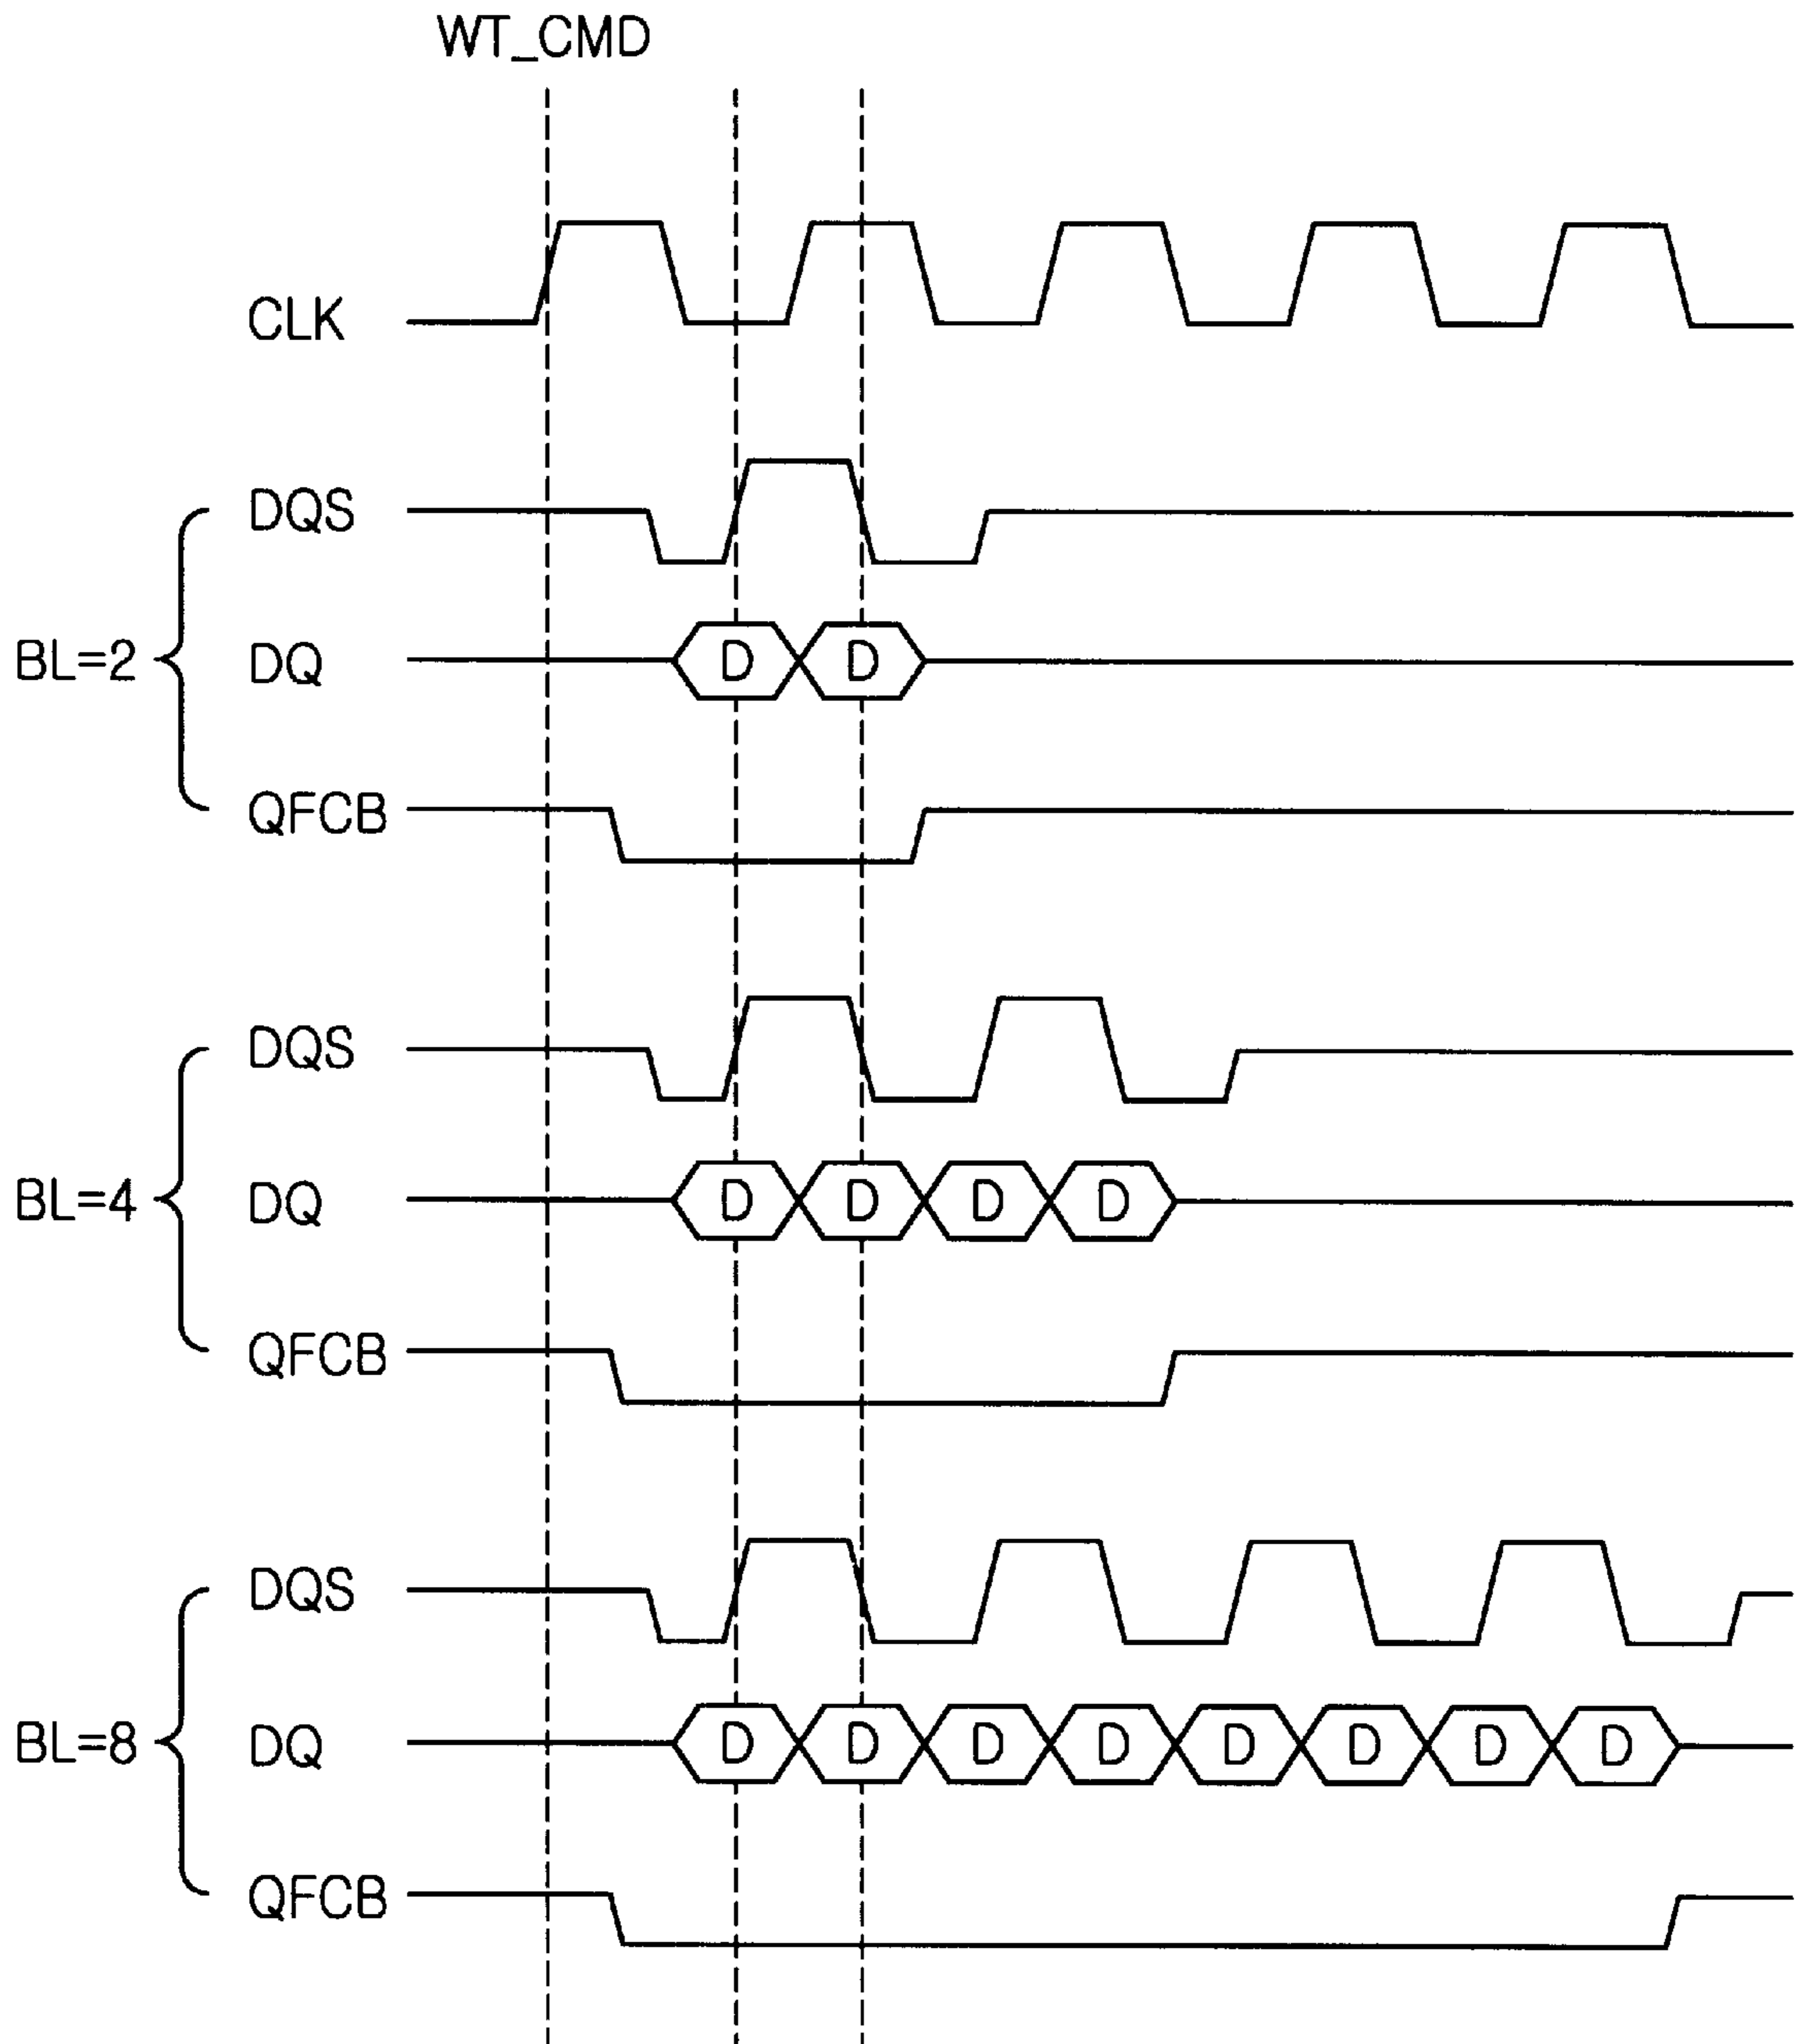 WT_CMD
CLK
BL=2
DQS
DQ D D
QFCB
BL=4
DQS
DQ D D D D
QFCB
BL=8
DQS
DQ D D D D D D D D
QFCB